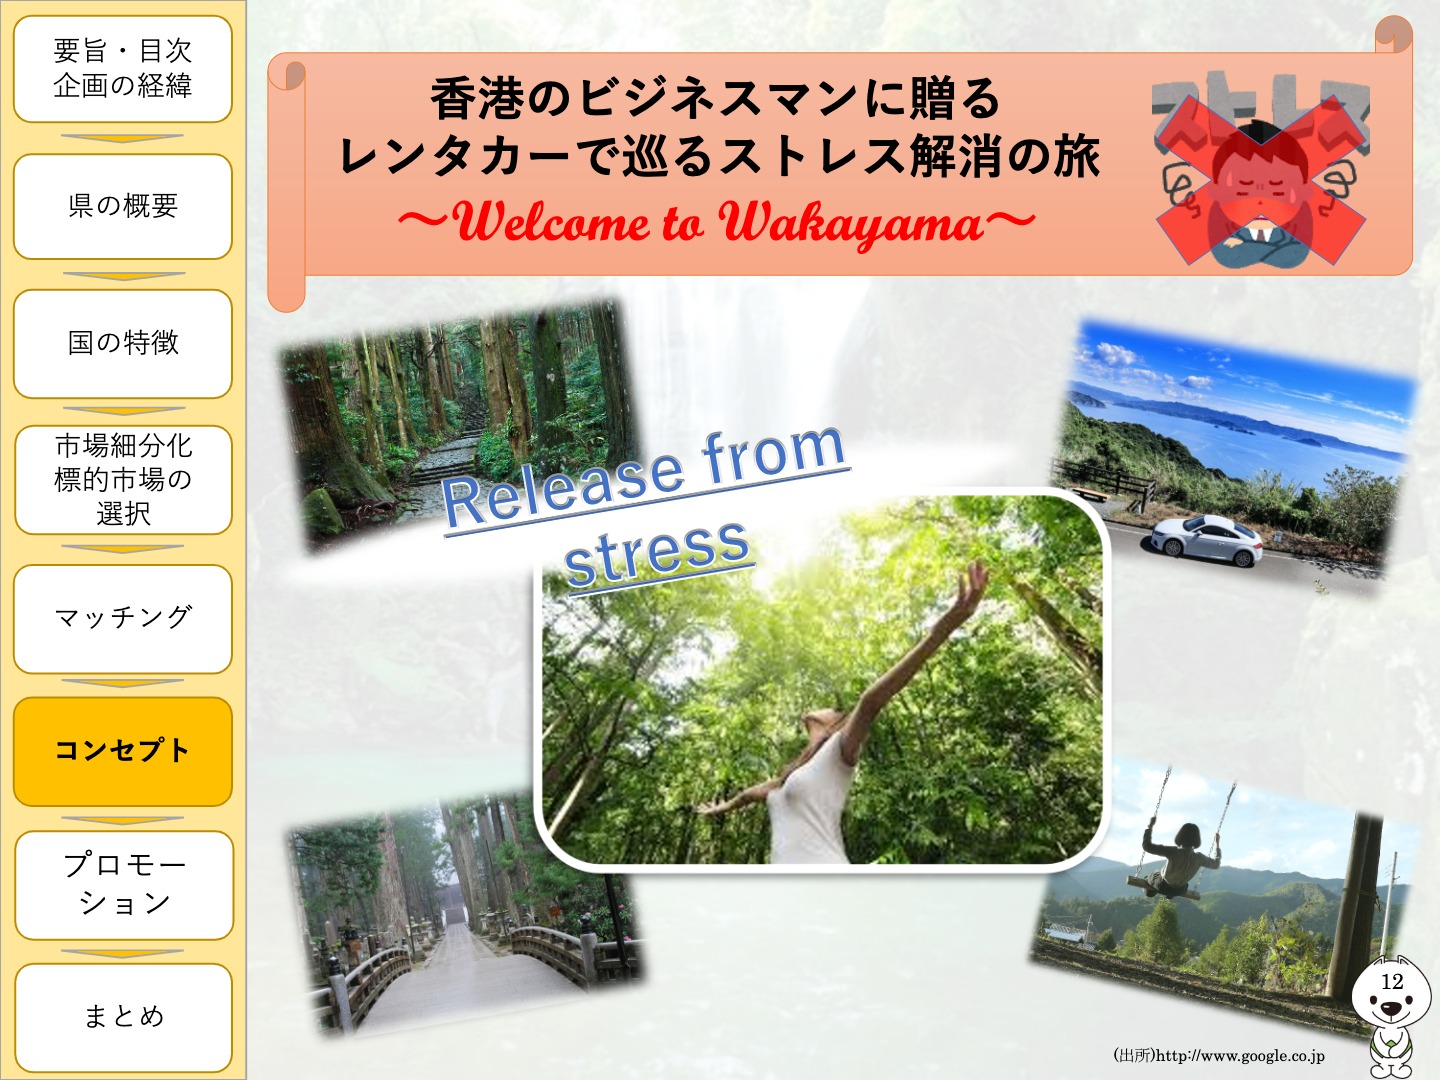 要旨・目次
企画の経緯
県の概要
国の特徴
市場細分化
標的市場の
選択
マッチング
コンセプト
プロモー
ション
まとめ
香港のビジネスマンに贈る
レンタカーで巡るストレス解消の旅
～Welcome to Wakayama～
ストレス
Release from
stress
12
(出所)http://www.google.co.jp